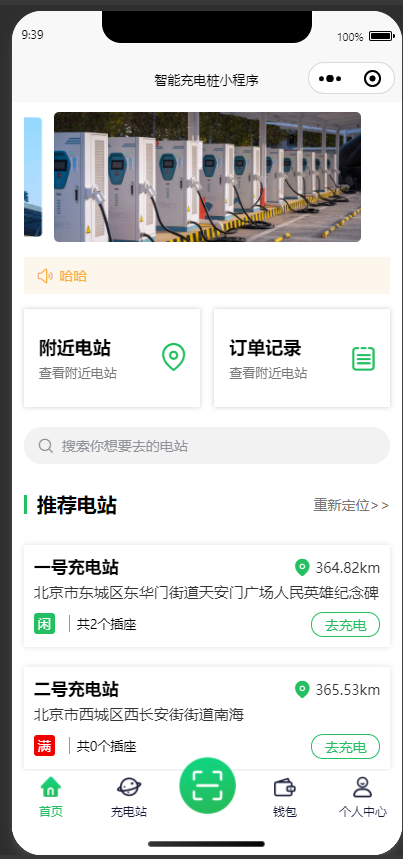 9:39
100%
智能充电桩小程序
哈哈
附近电站
查看附近电站
订单记录
查看附近电站
搜索你想要去的电站
推荐电站
重新定位>>
一号充电站
364.82km
北京市东城区东华门街道天安门广场人民英雄纪念碑
闲
共2个插座
去充电
二号充电站
365.53km
北京市西城区西长安街街道南海
满
共0个插座
去充电
首页
充电站
钱包
个人中心